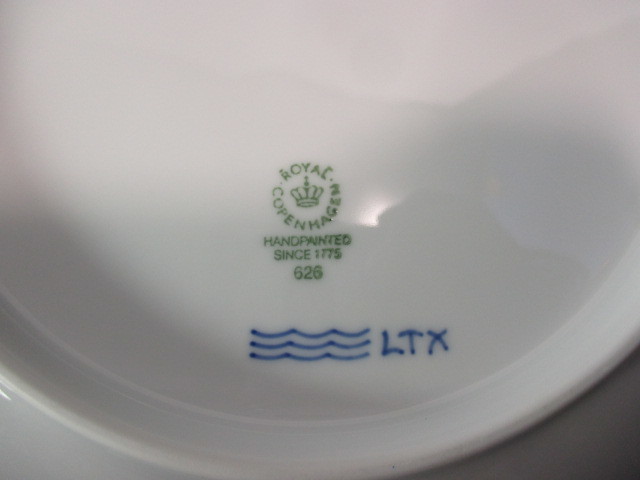 ROYAL COPENHAGEN
HANDPAINTED
SINCE 1775
626
LTX